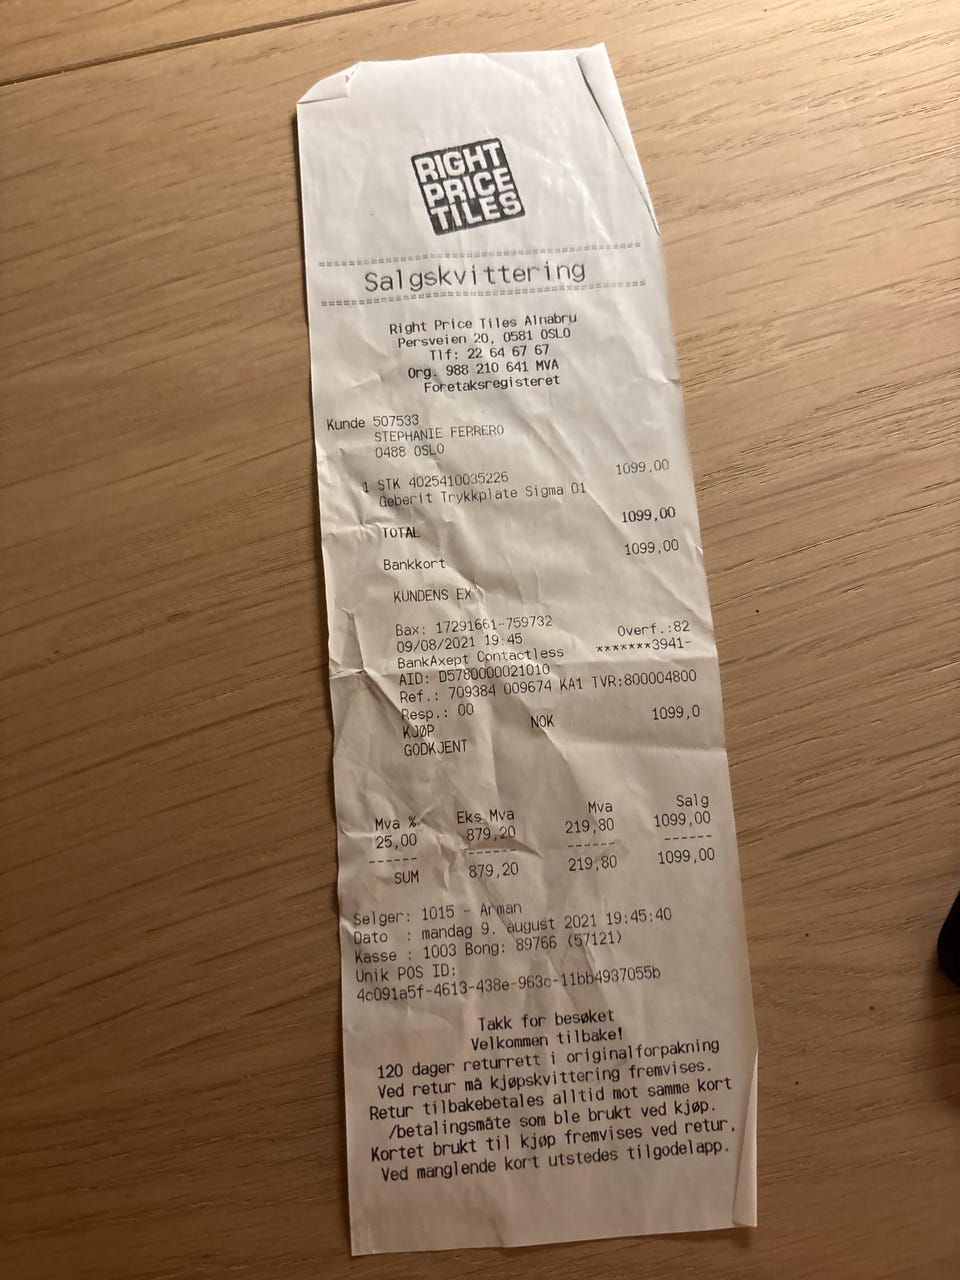 RIGHT
PRICE
TILES
Salgskvittering
Right Price Tiles Alnabru
Persveien 20, 0581 OSLO
Tlf: 22 64 67 67
Org. 988 210 641 MVA
Foretaksregisteret
Kunde 507533
STEPHANIE FERRERO
0488 OSLO
1 STK 4025410035226 1099,00
Geberit Trykkplate Sigma 01
TOTAL 1099,00
Bankkort 1099,00
KUNDENS EX
Bax: 17291661-759732
09/08/2021 19:45 Overf.:82
BankAxept Contactless *******3941-
AID: D5780000021010
Ref.: 709384 009674 KA1 TVR:800004800
Resp.: 00
KJØP NOK 1099,0
GODKJENT
Mva % Eks Mva Mva Salg
25,00 879,20 219,80 1099,00
------ ------ ------ ------
SUM 879,20 219,80 1099,00
Selger: 1015 - Arman
Dato : mandag 9. august 2021 19:45:40
Kasse : 1003 Bong: 89766 (57121)
Unik POS ID:
4c091a5f-4613-438e-963c-11bb4937055b
Takk for besøket
Velkommen tilbake!
120 dager returrett i originalforpakning
Ved retur må kjøpskvittering fremvises.
Retur tilbakebetales alltid mot samme kort
/betalingsmåte som ble brukt ved kjøp.
Kortet brukt til kjøp fremvises ved retur.
Ved manglende kort utstedes tilgodelapp.